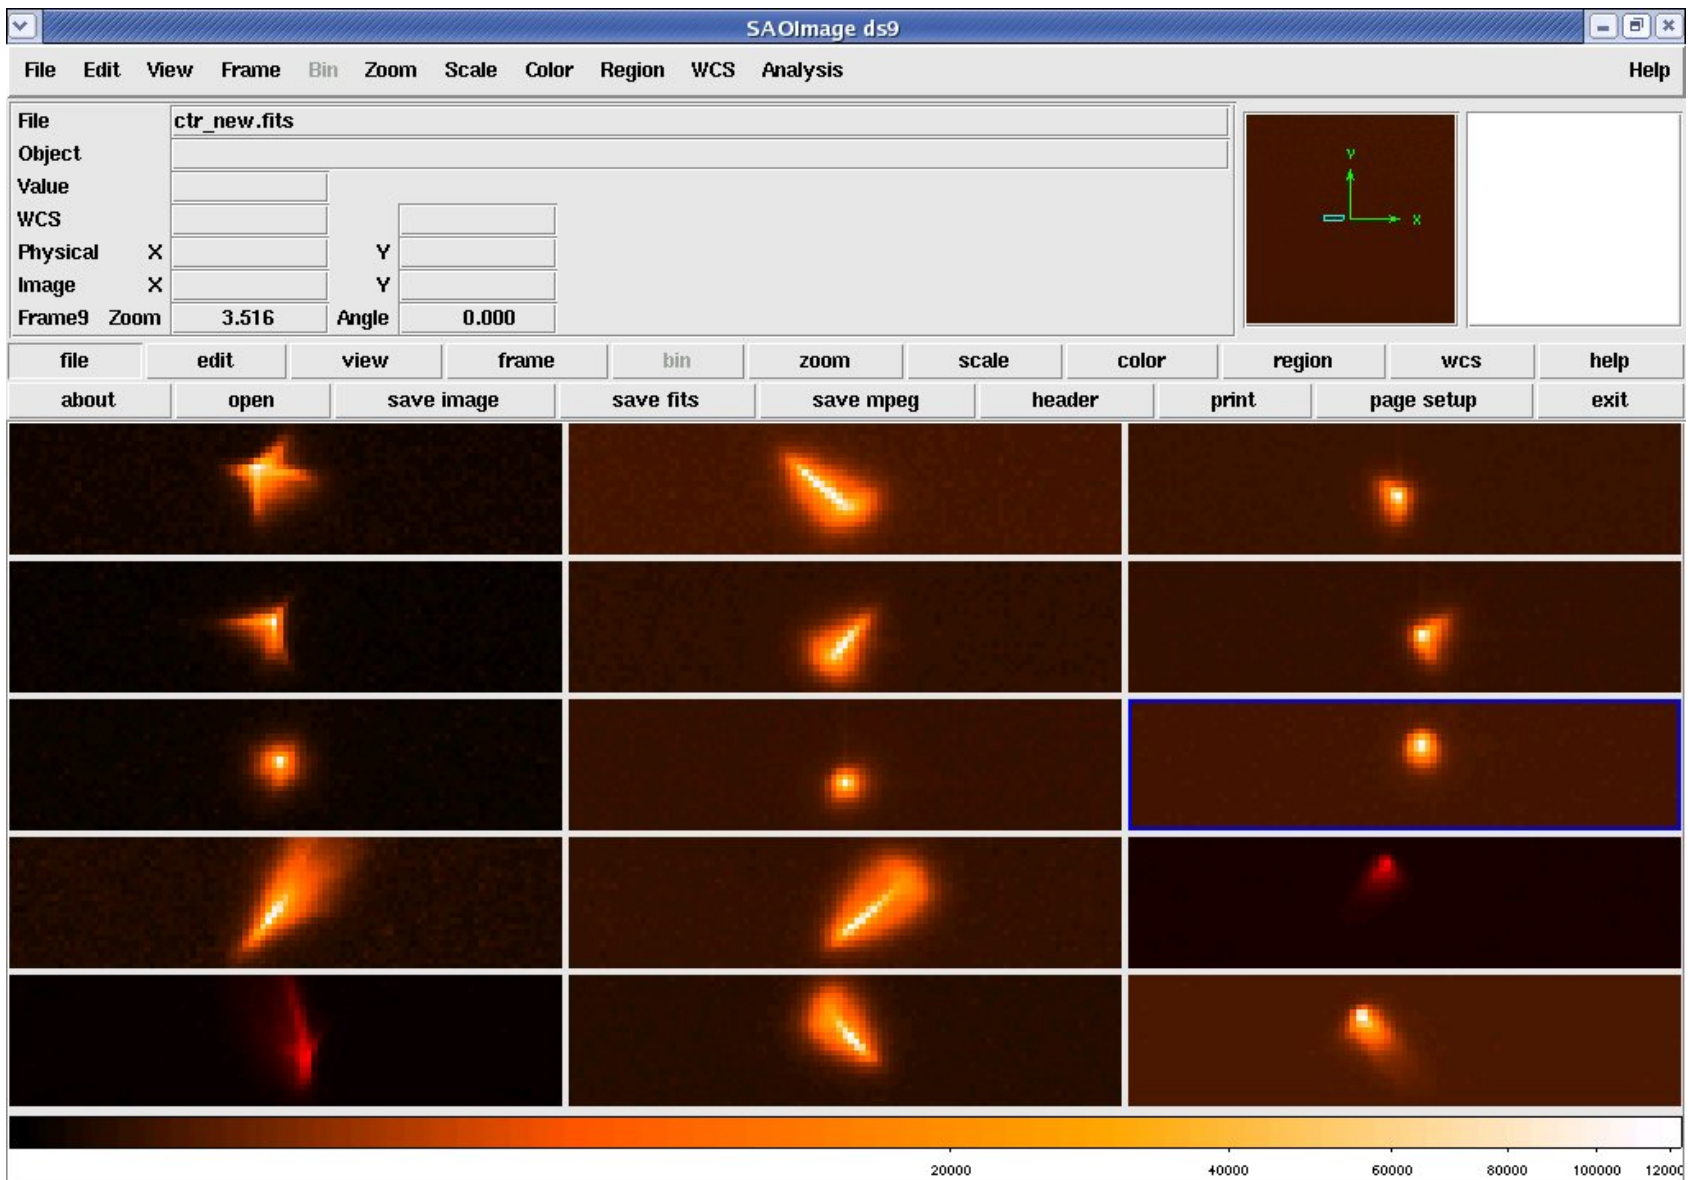 SAOImage ds9
File Edit View Frame Bin Zoom Scale Color Region WCS Analysis Help
File ctr_new.fits
Object
Value
WCS
Physical X Y
Image X Y
Frame9 Zoom 3.516 Angle 0.000
Y
X
file edit view frame bin zoom scale color region wcs help
about open save image save fits save mpeg header print page setup exit
20000 40000 60000 80000 100000 12000